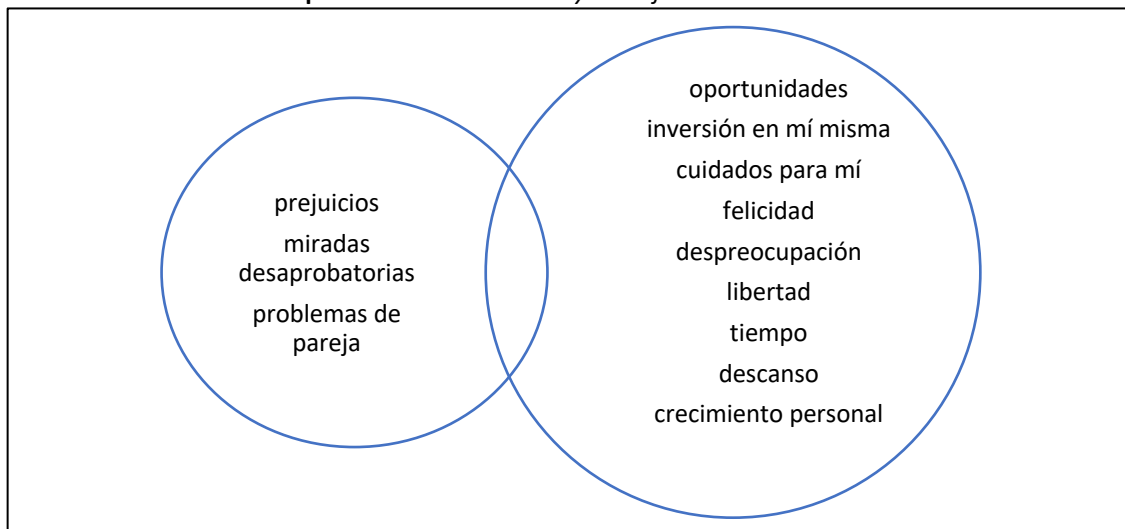 prejuicios
miradas
desaprobatorias
problemas de
pareja
oportunidades
inversión en mí misma
cuidados para mí
felicidad
despreocupación
libertad
tiempo
descanso
crecimiento personal